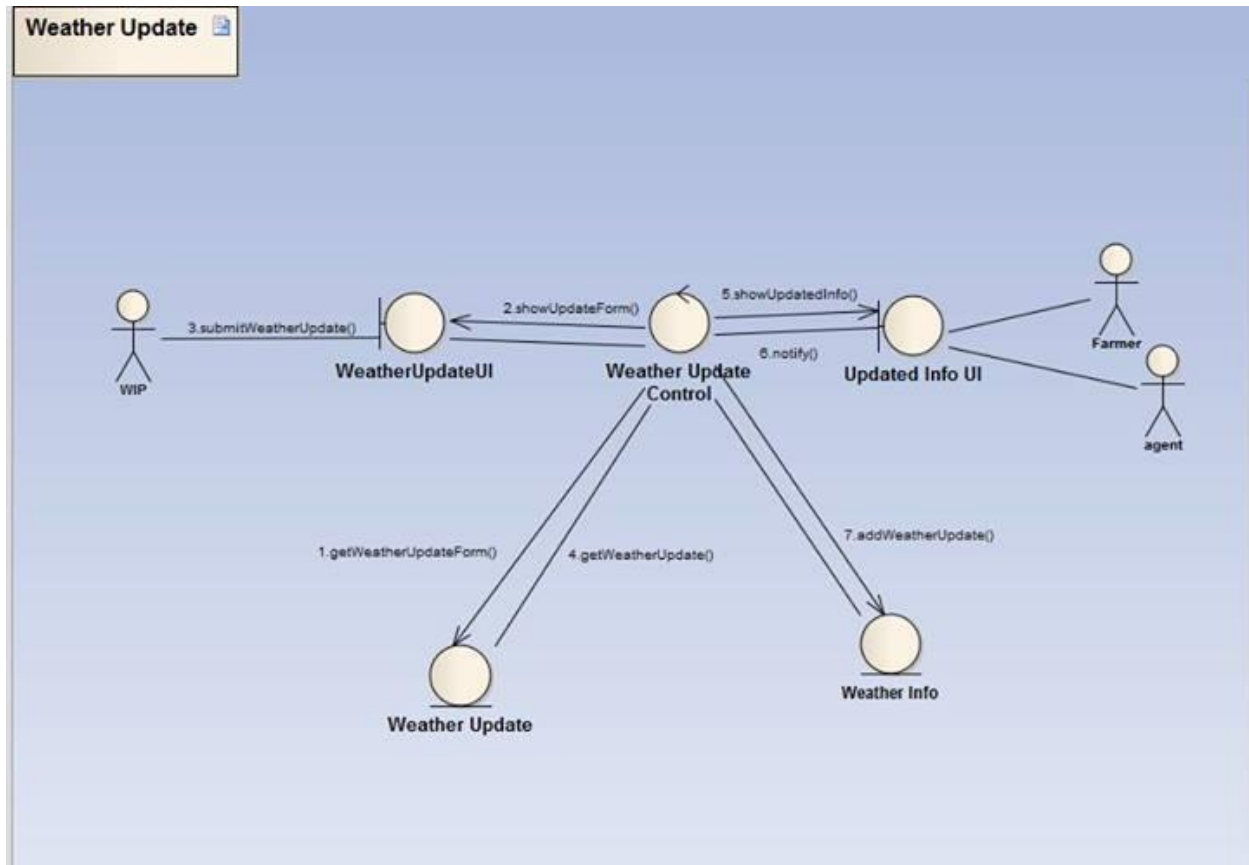 Weather Update
Farmer
5.showUpdatedInfo()
2.showUpdateForm()
3.submitWeatherUpdate()
6.notify()
WIP
WeatherUpdateUI
Weather Update
Control
Updated Info UI
agent
7.addWeatherUpdate()
1.getWeatherUpdateForm()
4.getWeatherUpdate()
Weather Info
Weather Update